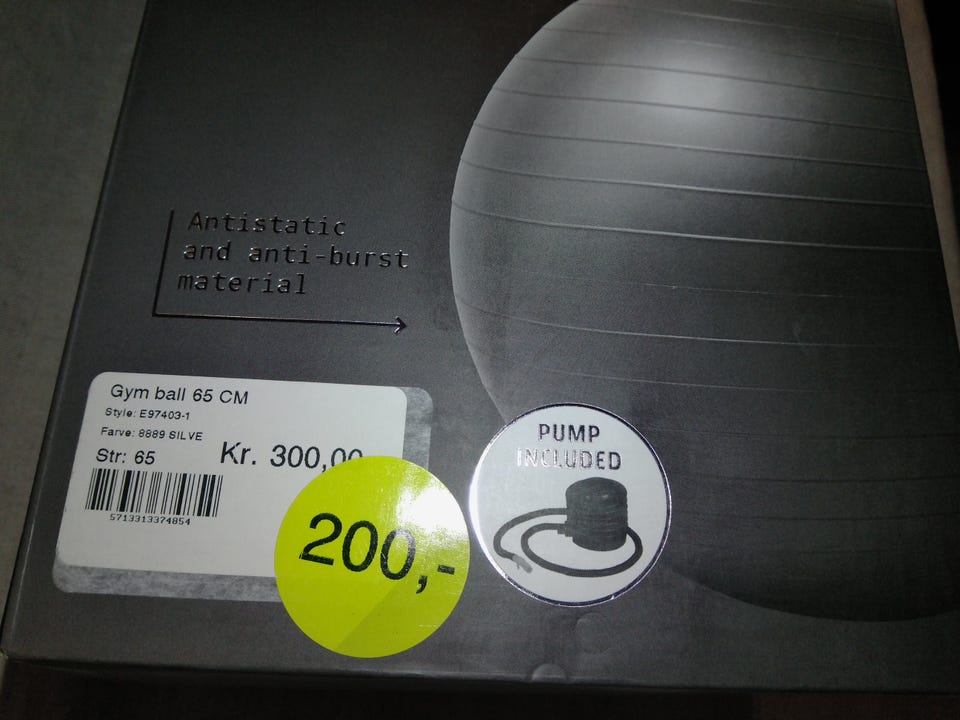 Antistatic
and anti-burst
material
Gym ball 65 CM
Style: E97403-1
Farve: 8889 SILVE
Str: 65 Kr. 300,00
5713313374854
200,-
PUMP
INCLUDED